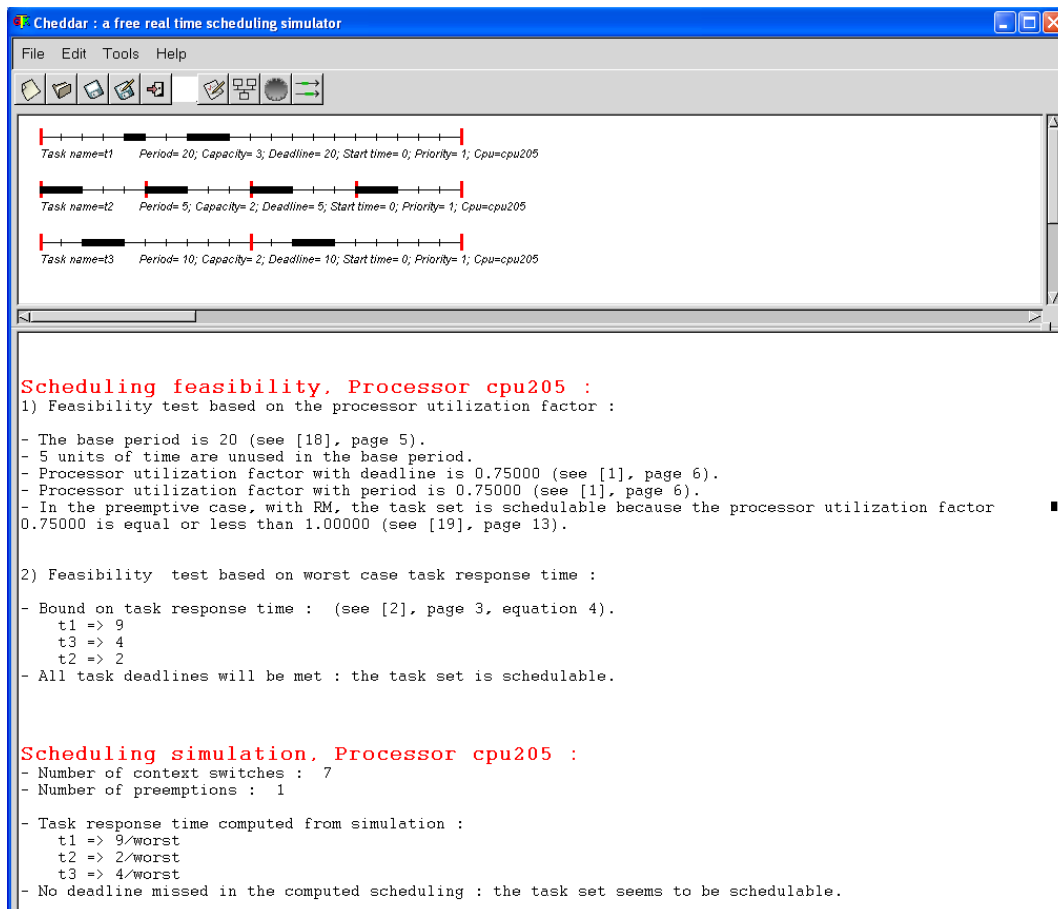 Cheddar : a free real time scheduling simulator
File Edit Tools Help
Task name=t1 Period= 20; Capacity= 3; Deadline= 20; Start time= 0; Priority= 1; Cpu=cpu205
Task name=t2 Period= 5; Capacity= 2; Deadline= 5; Start time= 0; Priority= 1; Cpu=cpu205
Task name=t3 Period= 10; Capacity= 2; Deadline= 10; Start time= 0; Priority= 1; Cpu=cpu205
Scheduling feasibility, Processor cpu205 :
1) Feasibility test based on the processor utilization factor :
- The base period is 20 (see [18], page 5).
- 5 units of time are unused in the base period.
- Processor utilization factor with deadline is 0.75000 (see [1], page 6).
- Processor utilization factor with period is 0.75000 (see [1], page 6).
- In the preemptive case, with RM, the task set is schedulable because the processor utilization factor
0.75000 is equal or less than 1.00000 (see [19], page 13).
2) Feasibility test based on worst case task response time :
- Bound on task response time : (see [2], page 3, equation 4).
t1 => 9
t3 => 4
t2 => 2
- All task deadlines will be met : the task set is schedulable.
Scheduling simulation, Processor cpu205 :
- Number of context switches : 7
- Number of preemptions : 1
- Task response time computed from simulation :
t1 => 9/worst
t2 => 2/worst
t3 => 4/worst
- No deadline missed in the computed scheduling : the task set seems to be schedulable.